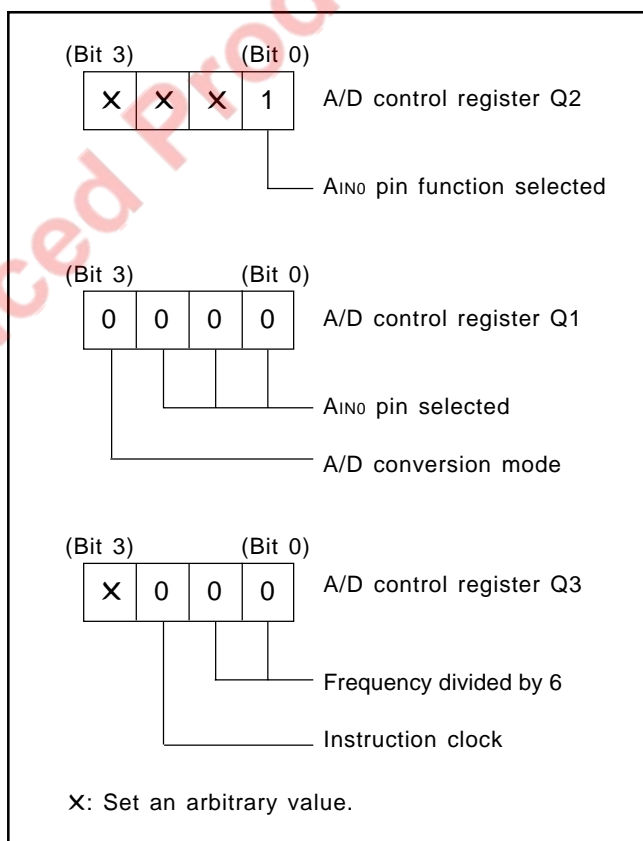 (Bit 3) (Bit 0)
X X X 1 A/D control register Q2
AIN0 pin function selected
(Bit 3) (Bit 0)
0 0 0 0 A/D control register Q1
AIN0 pin selected
A/D conversion mode
(Bit 3) (Bit 0)
X 0 0 0 A/D control register Q3
Frequency divided by 6
Instruction clock
X: Set an arbitrary value.